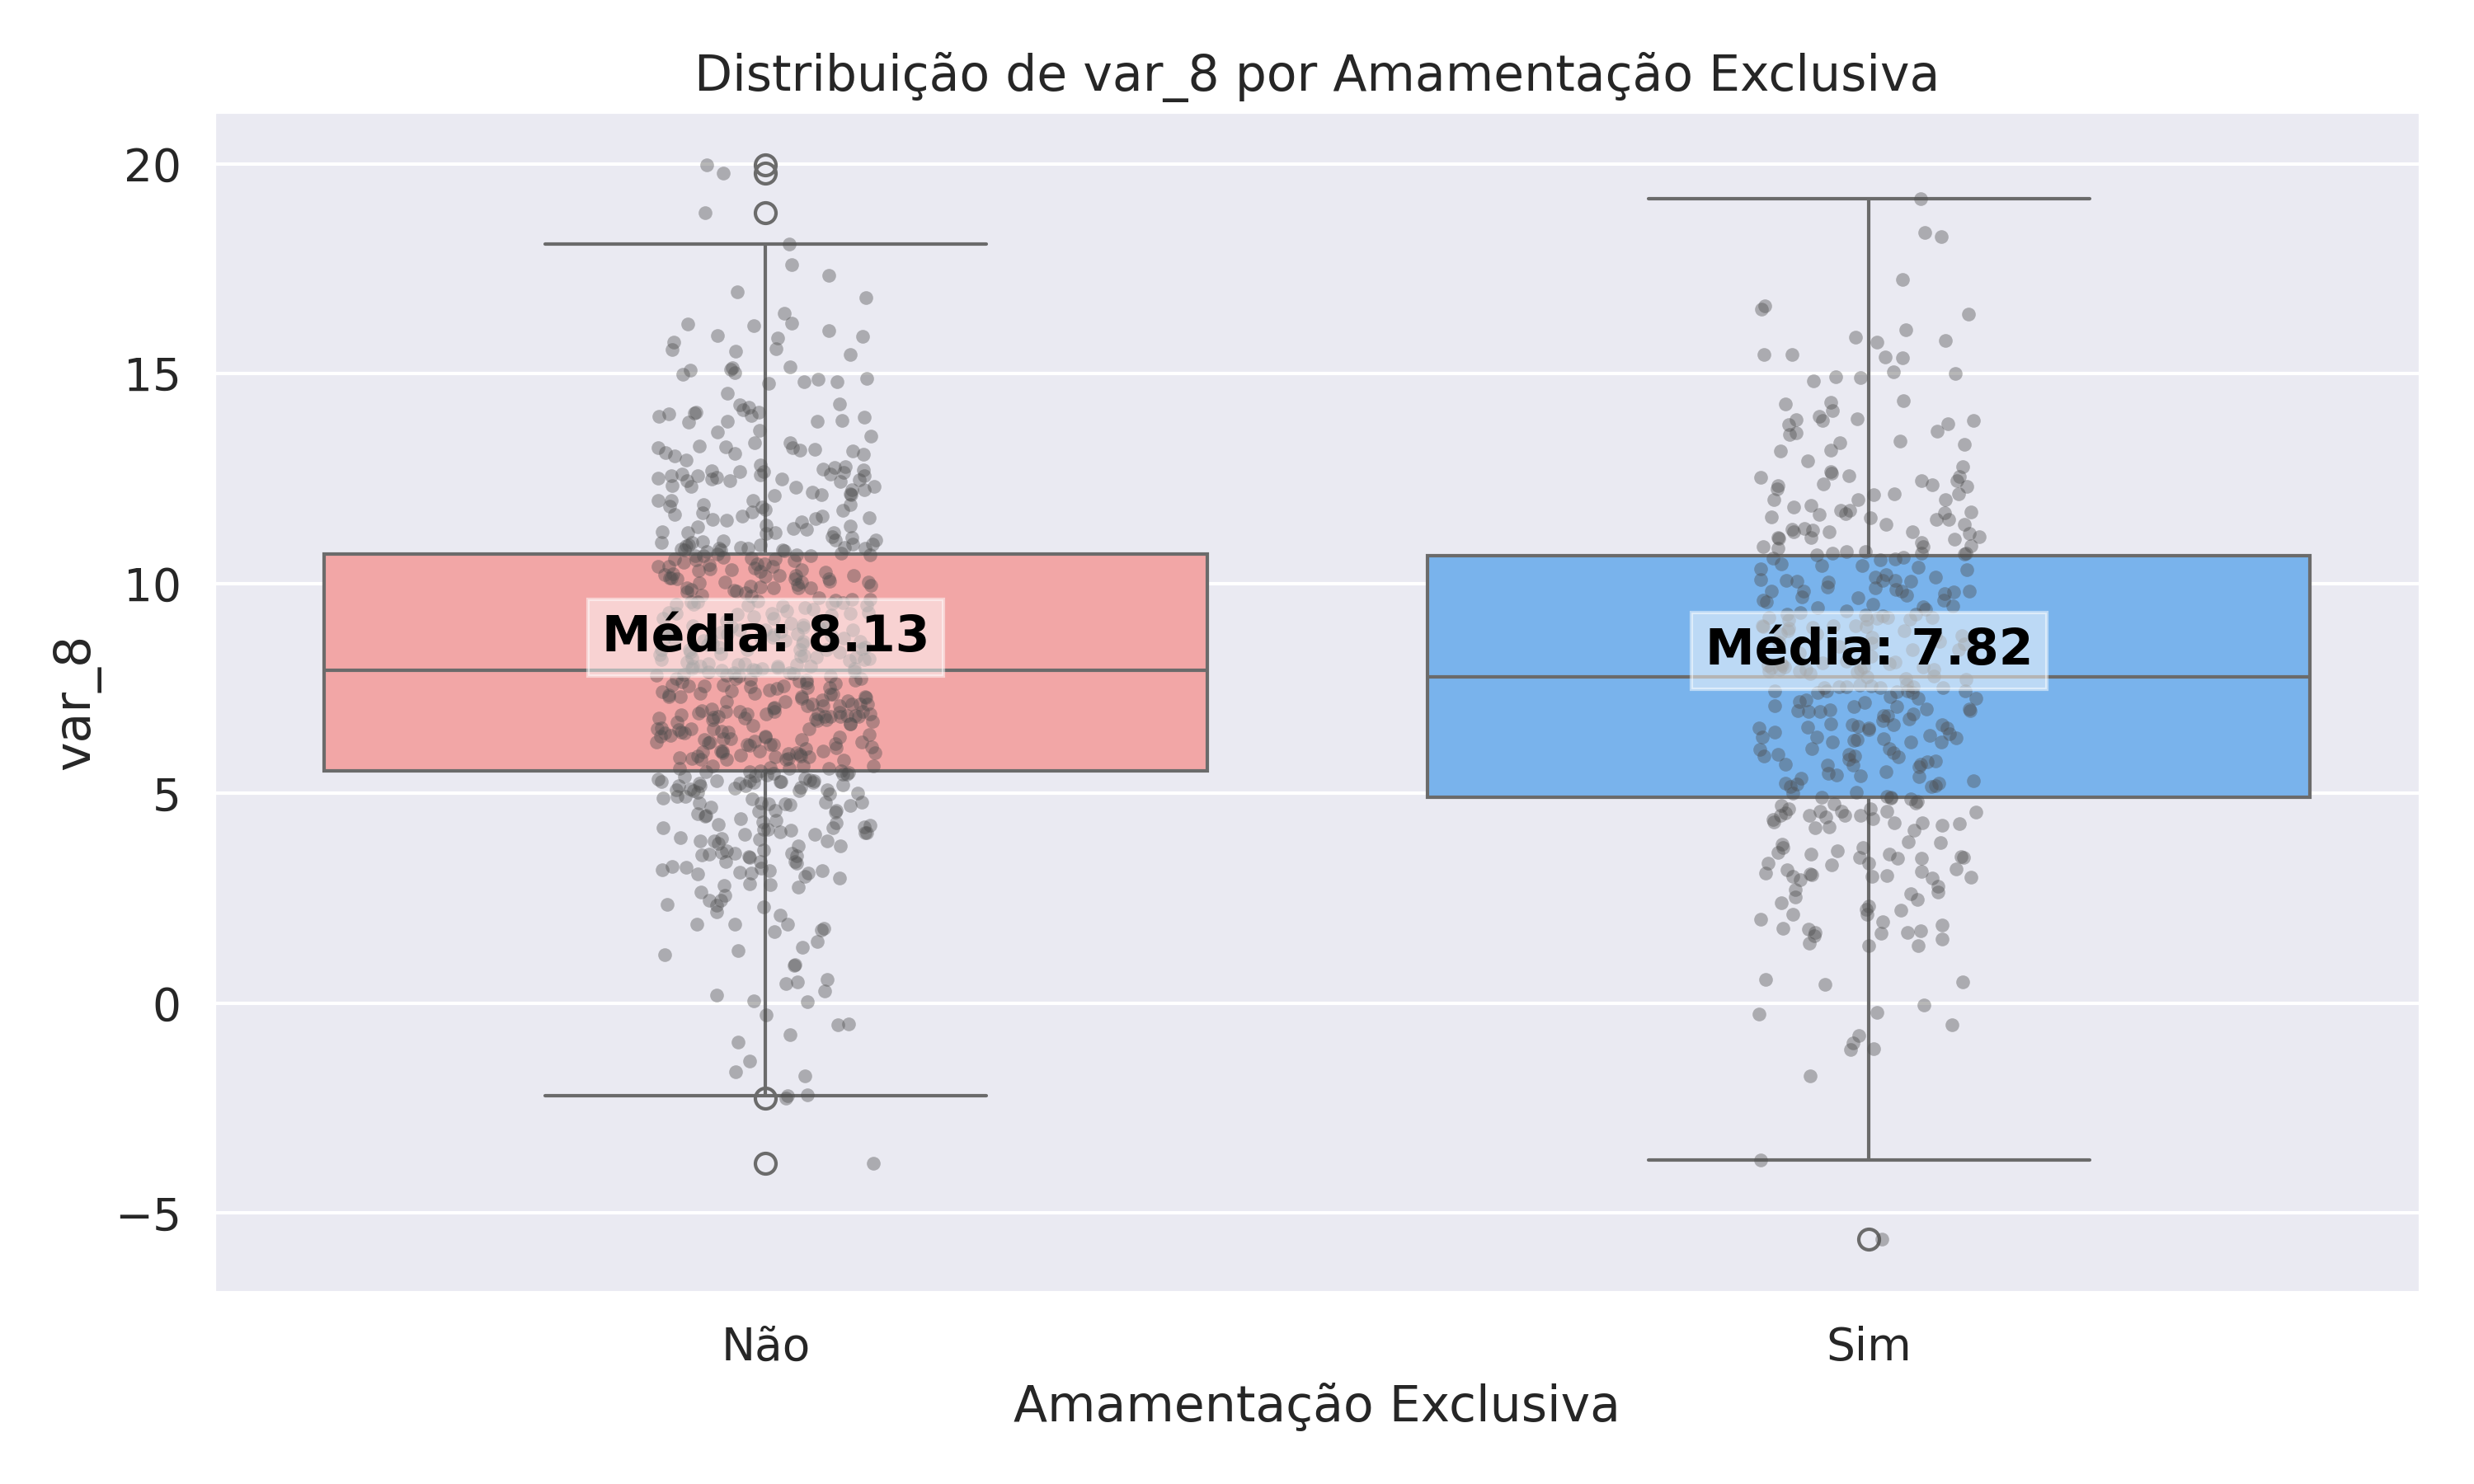 Distribuição de var_8 por Amamentação Exclusiva
20
15
10
5
0
−5
var_8
Média: 8.13
Média: 7.82
Não
Sim
Amamentação Exclusiva